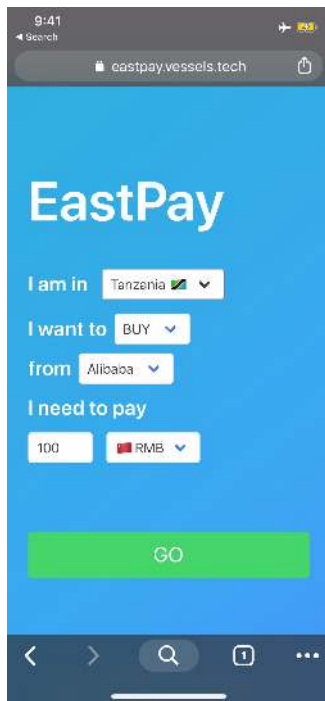 9:41
◀ Search
eastpay.vessels.tech
EastPay
I am in Tanzania 🇹🇿
I want to BUY
from Alibaba
I need to pay
100 🇨🇳 RMB
GO
1